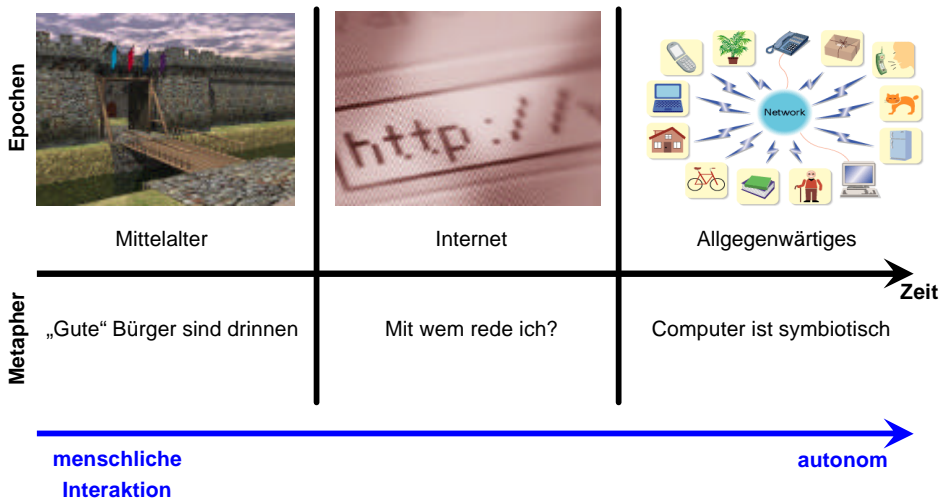 Epochen
http://
Network
Mittelalter
Internet
Allgegenwärtiges
Zeit
Metapher
„Gute“ Bürger sind drinnen
Mit wem rede ich?
Computer ist symbiotisch
menschliche
Interaktion
autonom